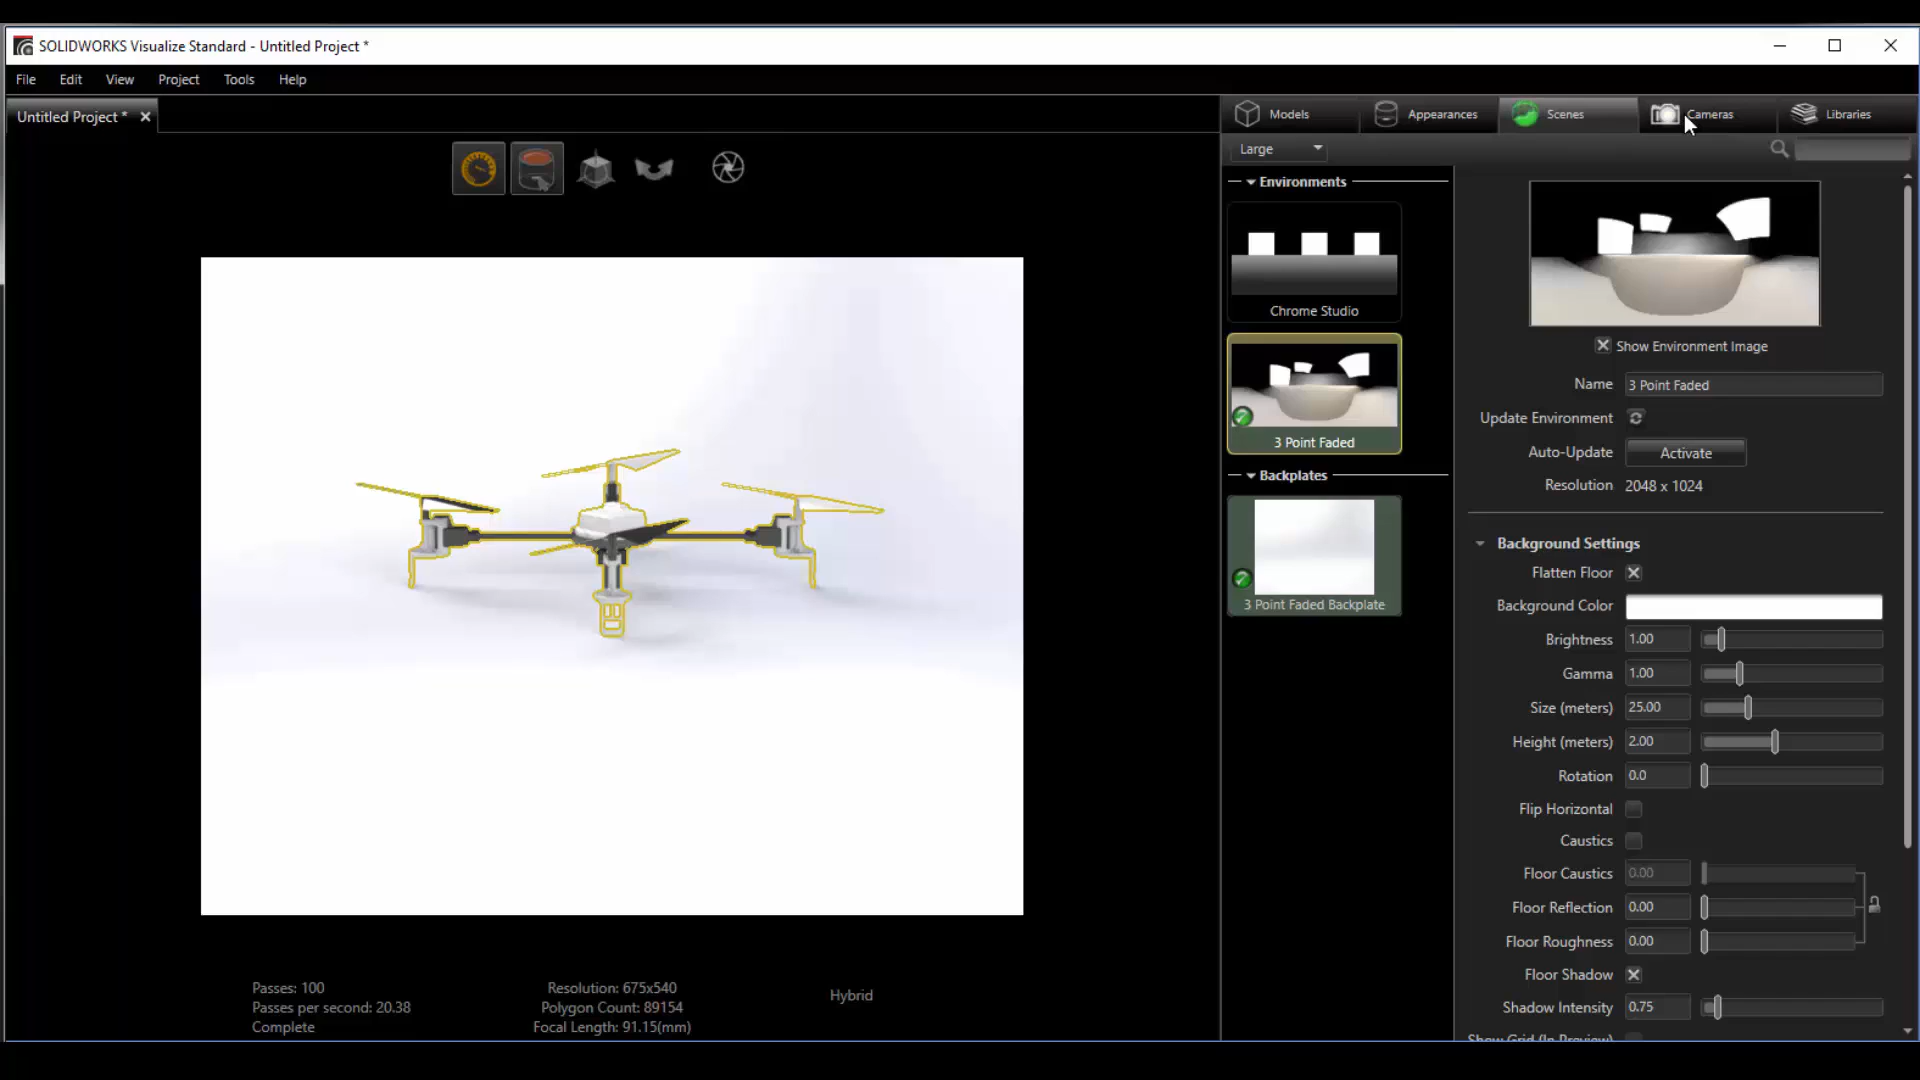 SOLIDWORKS Visualize Standard - Untitled Project *
File Edit View Project Tools Help
Untitled Project *
Models Appearances Scenes Cameras Libraries
Large
Environments
Chrome Studio
3 Point Faded
Backplates
3 Point Faded Backplate
Show Environment Image
Name 3 Point Faded
Update Environment
Auto-Update Activate
Resolution 2048 x 1024
Background Settings
Flatten Floor
Background Color
Brightness 1.00
Gamma 1.00
Size (meters) 25.00
Height (meters) 2.00
Rotation 0.0
Flip Horizontal
Caustics
Floor Caustics 0.00
Floor Reflection 0.00
Floor Roughness 0.00
Floor Shadow
Shadow Intensity 0.75
Show Grid (In Preview)
Passes: 100
Passes per second: 20.38
Complete
Resolution: 675x540
Polygon Count: 89154
Focal Length: 91.15(mm)
Hybrid